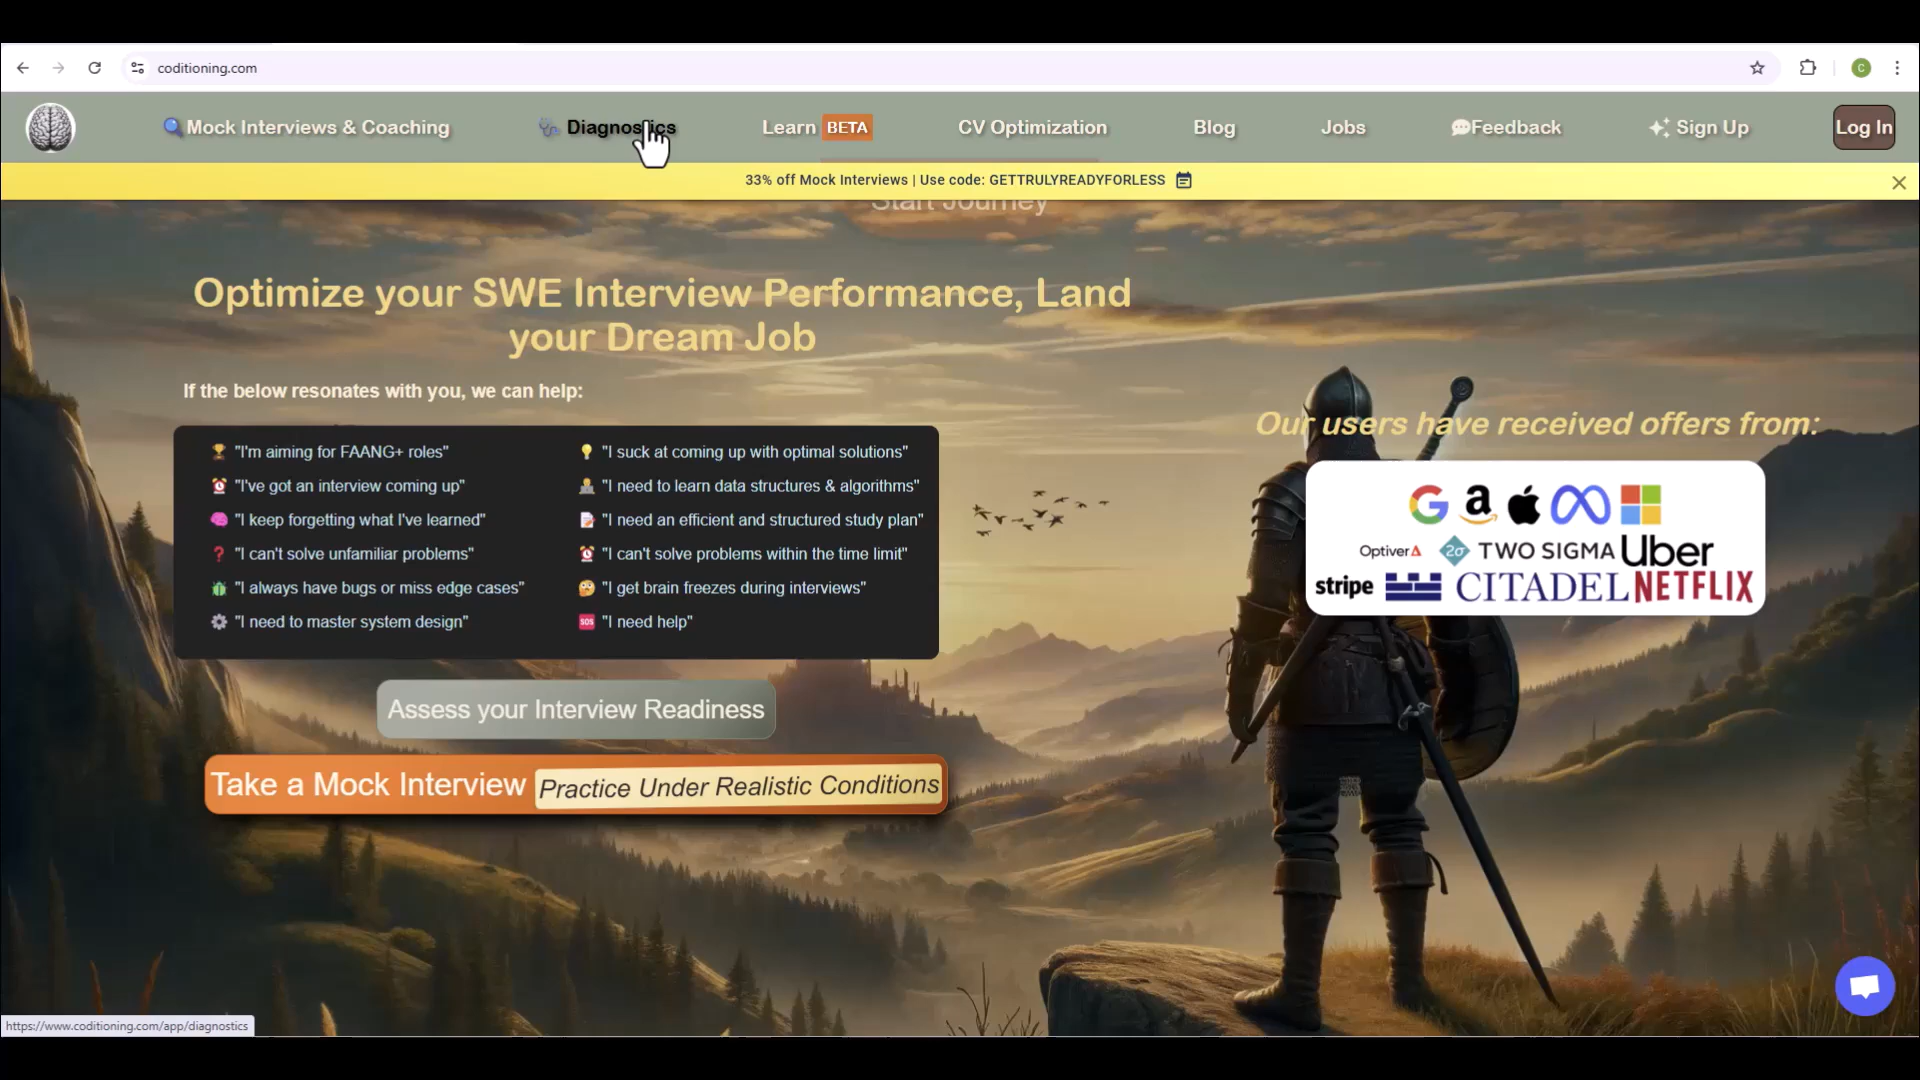 coditioning.com
C
Mock Interviews & Coaching
Diagnostics
Learn BETA
CV Optimization
Blog
Jobs
Feedback
Sign Up
Log In
33% off Mock Interviews | Use code: GETTRULYREADYFORLESS
Start Journey
Optimize your SWE Interview Performance, Land
your Dream Job
If the below resonates with you, we can help:
"I'm aiming for FAANG+ roles"
"I've got an interview coming up"
"I keep forgetting what I've learned"
"I can't solve unfamiliar problems"
"I always have bugs or miss edge cases"
"I need to master system design"
"I suck at coming up with optimal solutions"
"I need to learn data structures & algorithms"
"I need an efficient and structured study plan"
"I can't solve problems within the time limit"
"I get brain freezes during interviews"
SOS "I need help"
Assess your Interview Readiness
Take a Mock Interview Practice Under Realistic Conditions
Our users have received offers from:
G a
Optiver 2σ TWO SIGMA Uber
stripe CITADEL NETFLIX
https://www.coditioning.com/app/diagnostics